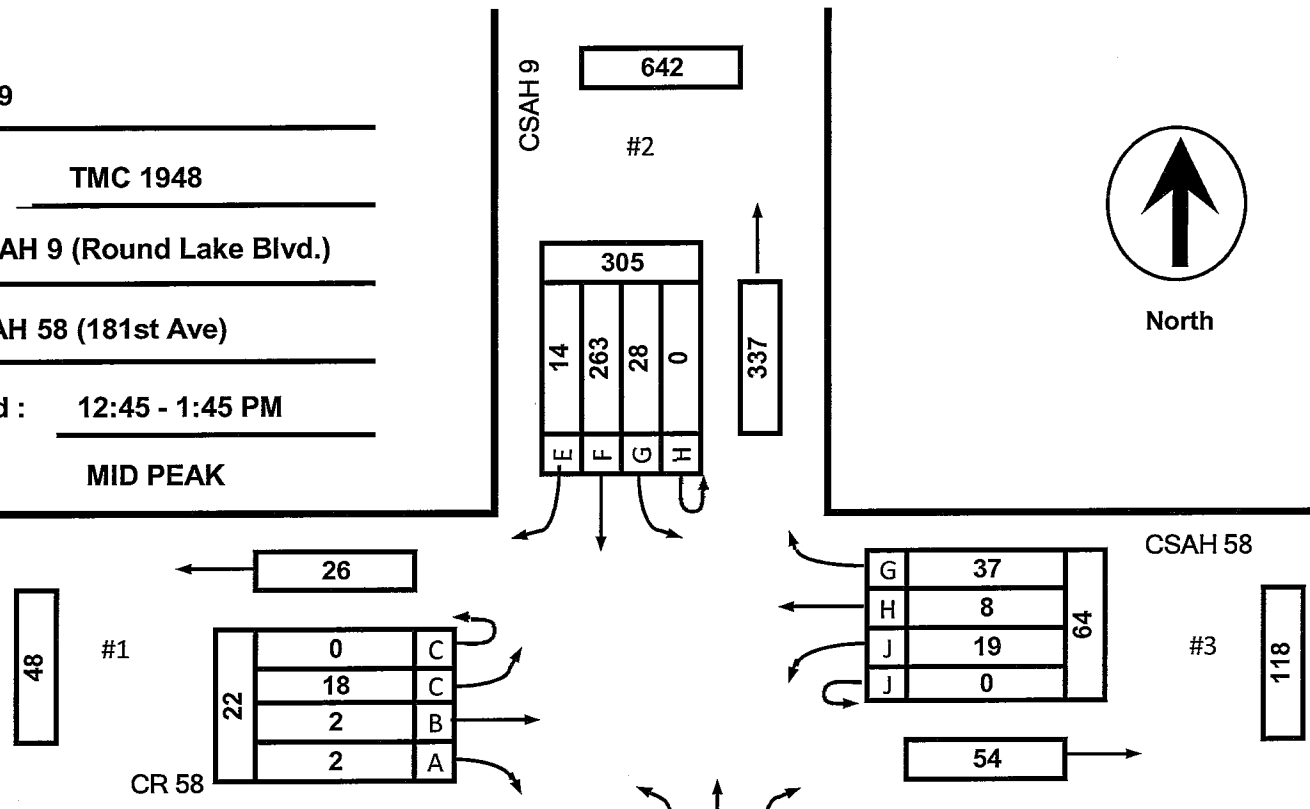 9
TMC 1948
AH 9 (Round Lake Blvd.)
AH 58 (181st Ave)
d : 12:45 - 1:45 PM
MID PEAK
CSAH 9
642
#2
305
14 263 28 0
E F G H
337
North
26
48
#1
22
0 C
18 C
2 B
2 A
CR 58
CSAH 58
G 37
H 8
J 19
J 0
64
#3
118
54